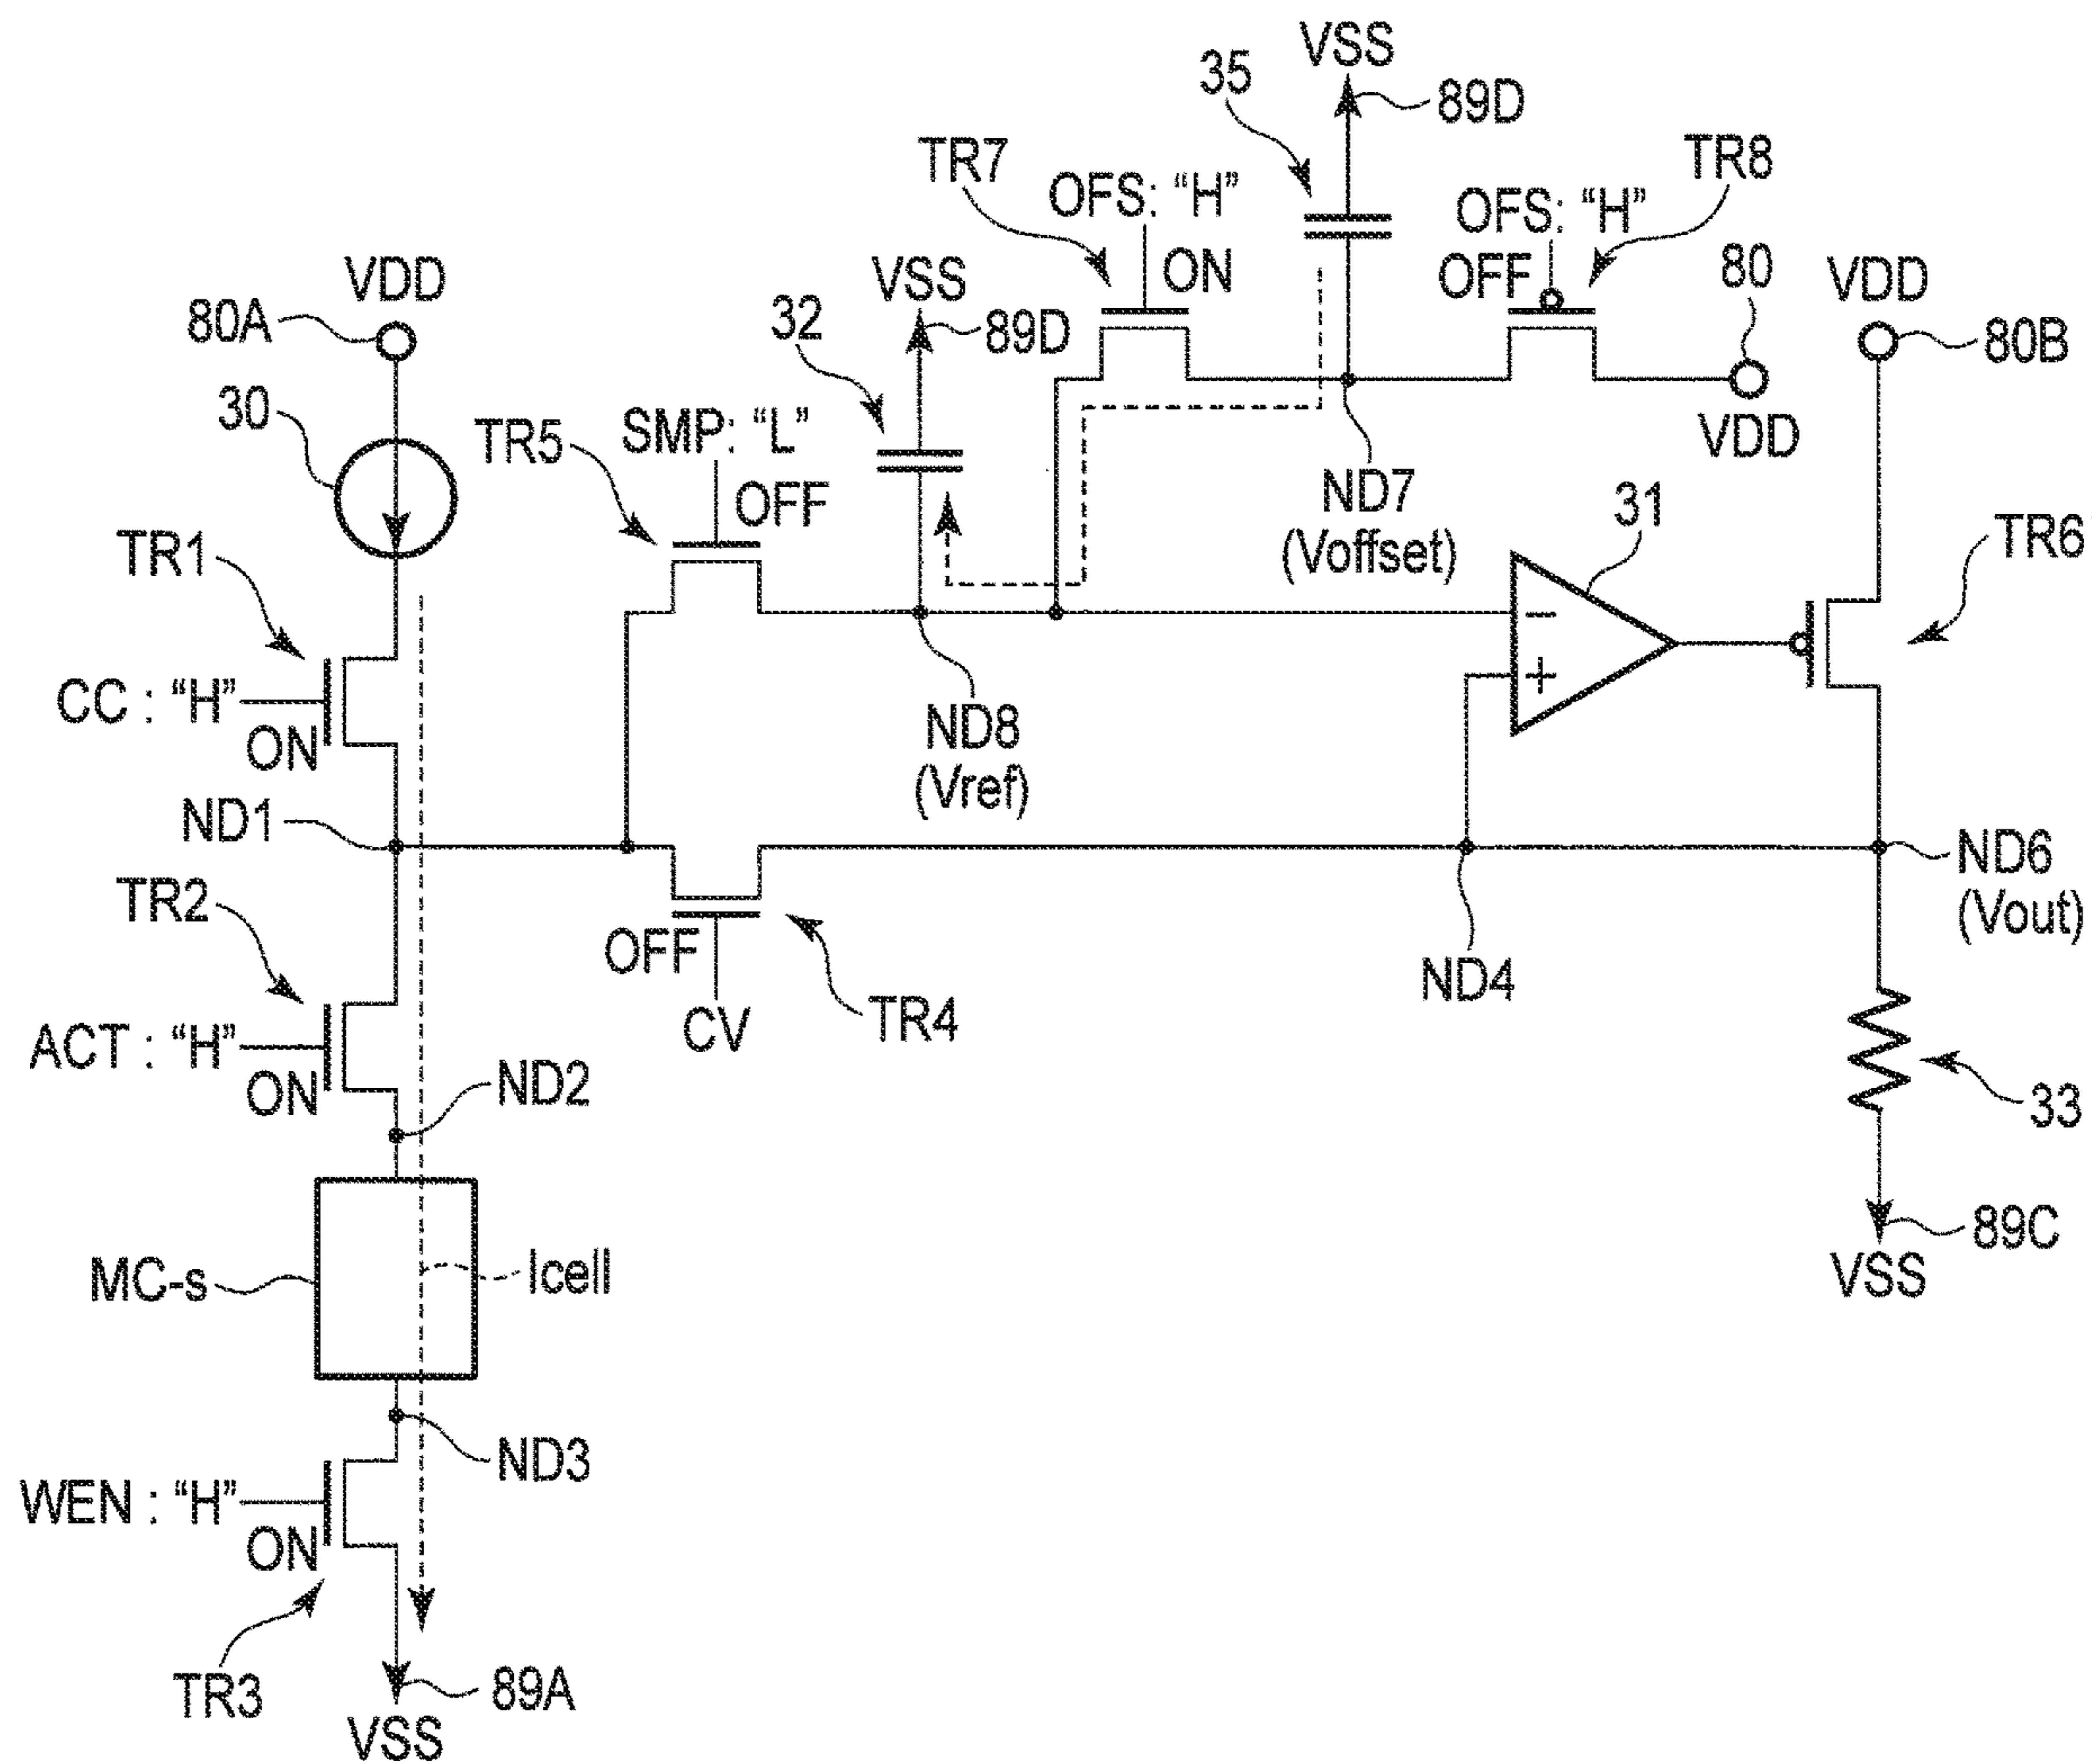 VSS
35
89D
TR7
TR8
OFS: “H”
ON
OFS: “H”
OFF
80
VDD
VDD
80A
VSS
32
89D
VDD
80B
30
TR5
SMP: “L”
OFF
ND7
(Voffset)
31
TR6
TR1
CC : “H”
ON
ND8
(Vref)
−
+
ND1
ND6
(Vout)
TR2
OFF
CV
TR4
ND4
ACT : “H”
ON
ND2
33
MC-s
Icell
89C
VSS
ND3
WEN : “H”
ON
TR3
89A
VSS